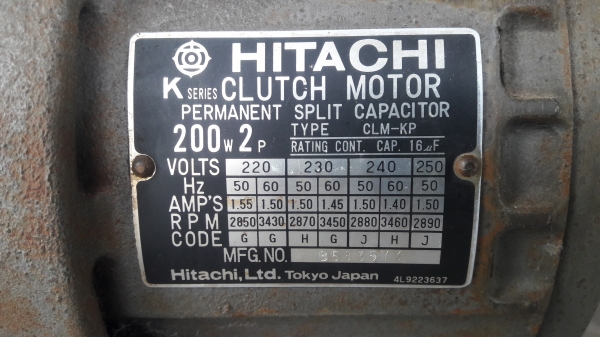 HITACHI
K SERIES CLUTCH MOTOR
PERMANENT SPLIT CAPACITOR
200W 2P TYPE CLM-KP
RATING CONT. CAP. 16μF
VOLTS 220 230 240 250
Hz 50 60 50 60 50 60 50
AMP'S 1.55 1.50 1.50 1.45 1.50 1.40 1.50
RPM 2850 3430 2870 3450 2880 3460 2890
CODE G G H G J H J
MFG.NO.
Hitachi, Ltd. Tokyo Japan 4L9223637